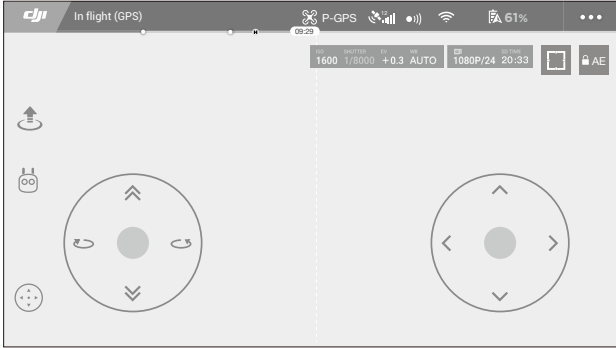 dji In flight (GPS) P-GPS 12 61%
H 09:29
ISO SHUTTER EV WB SD TIME
1600 1/8000 +0.3 AUTO 1080P/24 20:33 AE